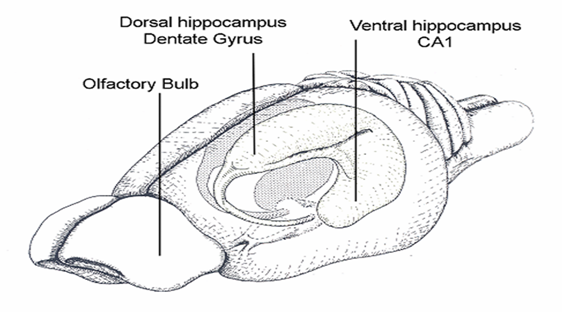 Dorsal hippocampus
Dentate Gyrus
Ventral hippocampus
CA1
Olfactory Bulb